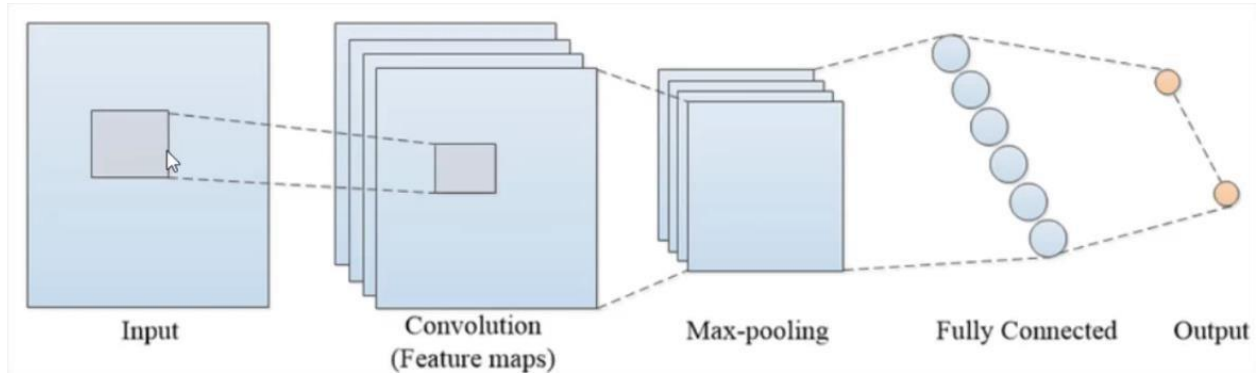 Input
Convolution
(Feature maps)
Max-pooling
Fully Connected
Output